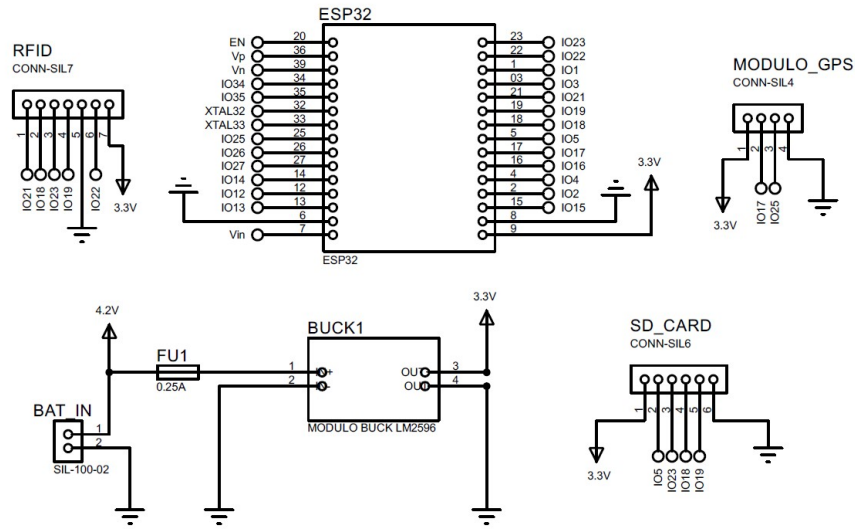 ESP32
RFID
CONN-SIL7
1
2
3
4
5
6
7
IO21
IO18
IO23
IO19
IO22
3.3V
EN 20
Vp 36
Vn 39
IO34 34
IO35 35
XTAL32 32
XTAL33 33
IO25 25
IO26 26
IO27 27
IO14 14
IO12 12
IO13 13
6
Vin 7
23 IO23
22 IO22
1 IO1
03 IO3
21 IO21
19 IO19
18 IO18
5 IO5
17 IO17
16 IO16
4 IO4
2 IO2
15 IO15
8
9
3.3V
ESP32
MODULO_GPS
CONN-SIL4
1
2
3
4
3.3V
IO17
IO25
4.2V
FU1
0.25A
BAT_IN
1
2
SIL-100-02
BUCK1
1
2
+
-
OUT 3
OUT 4
MODULO BUCK LM2596
3.3V
SD_CARD
CONN-SIL6
1
2
3
4
5
6
3.3V
IO5
IO23
IO18
IO19